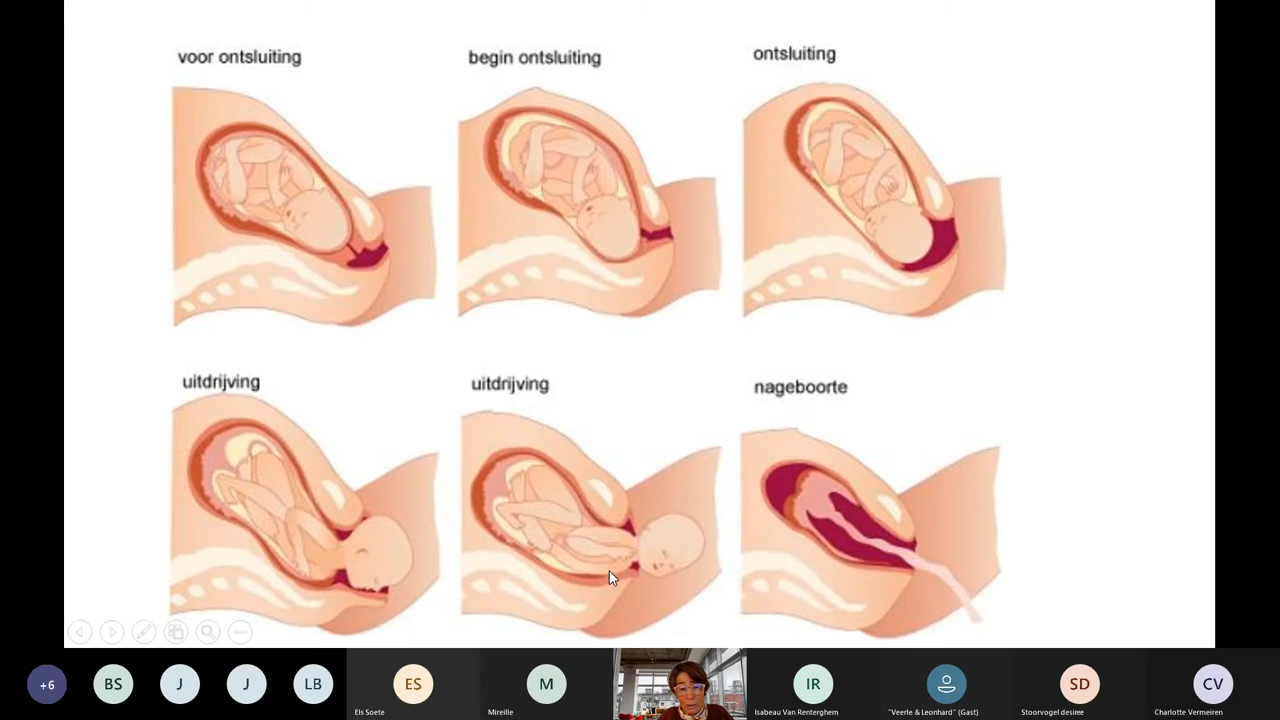 voor ontsluiting
begin ontsluiting
ontsluiting
uitdrijving
uitdrijving
nageboorte
+6
BS
J
J
LB
ES
Els Soete
M
Mireille
IR
Isabeau Van Renterghem
"Veerle & Leonhard" (Gast)
SD
Stoorvogel desiree
CV
Charlotte Vermeiren